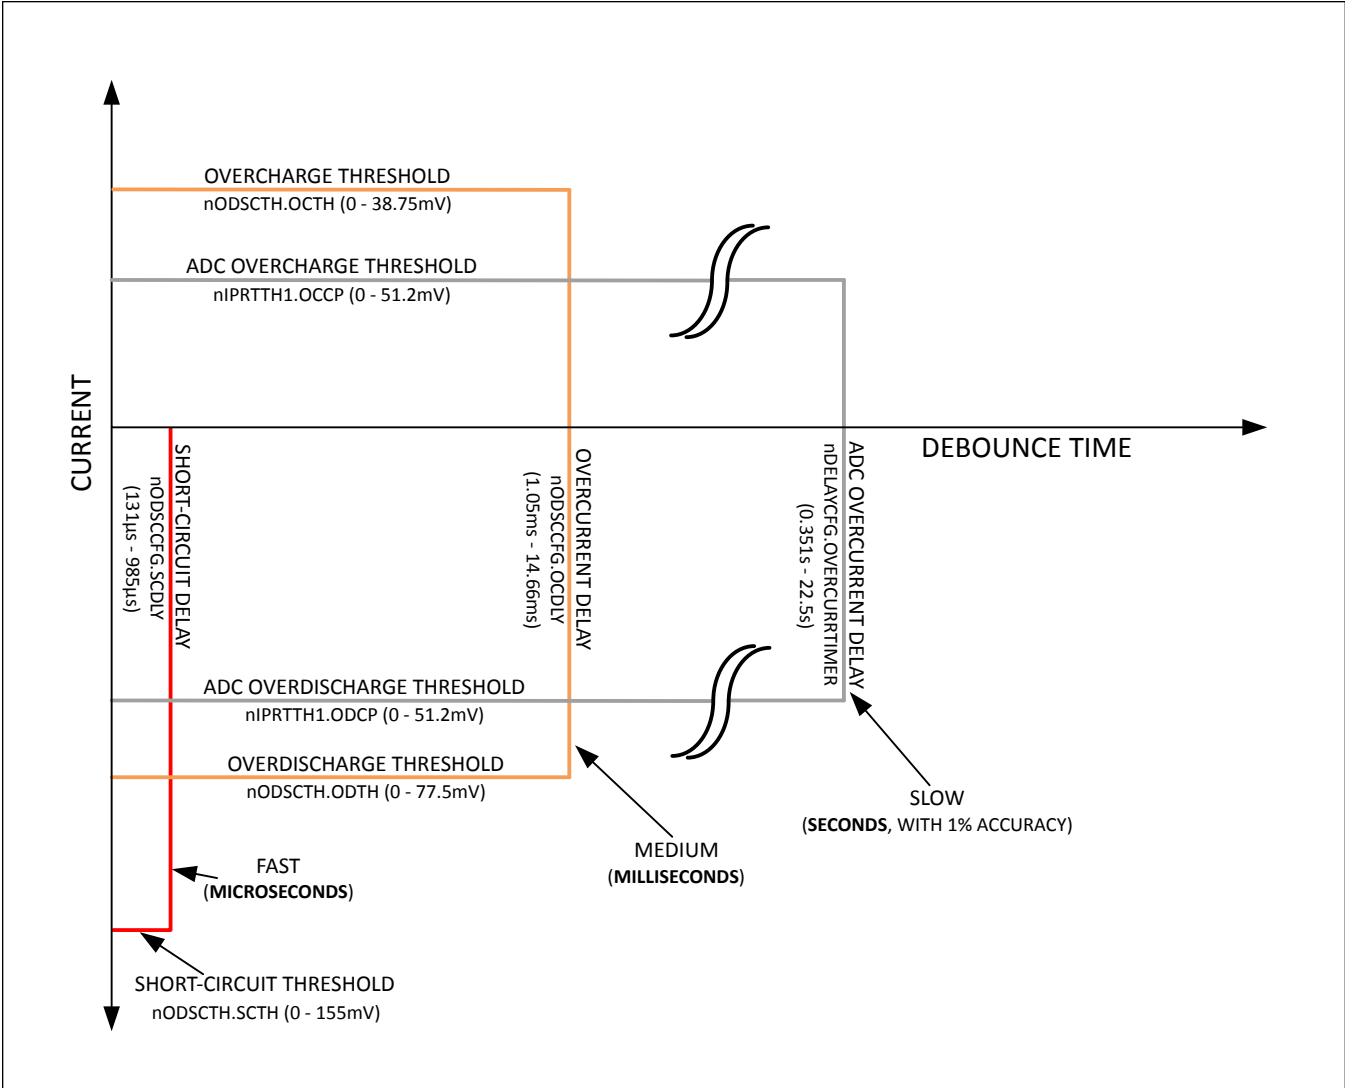 OVERCHARGE THRESHOLD
nODSCTH.OCTH (0 - 38.75mV)
ADC OVERCHARGE THRESHOLD
nIPRTTH1.OCCP (0 - 51.2mV)
CURRENT
DEBOUNCE TIME
SHORT-CIRCUIT DELAY
nODSCCFG.SCDLY
(131µs - 985µs)
OVERCURRENT DELAY
nODSCCFG.OCDLY
(1.05ms - 14.66ms)
ADC OVERCURRENT DELAY
nDELAYCFG.OVERCURRTIMER
(0.351s - 22.5s)
ADC OVERDISCHARGE THRESHOLD
nIPRTTH1.ODCP (0 - 51.2mV)
OVERDISCHARGE THRESHOLD
nODSCTH.ODTH (0 - 77.5mV)
SLOW
(SECONDS, WITH 1% ACCURACY)
MEDIUM
(MILLISECONDS)
FAST
(MICROSECONDS)
SHORT-CIRCUIT THRESHOLD
nODSCTH.SCTH (0 - 155mV)